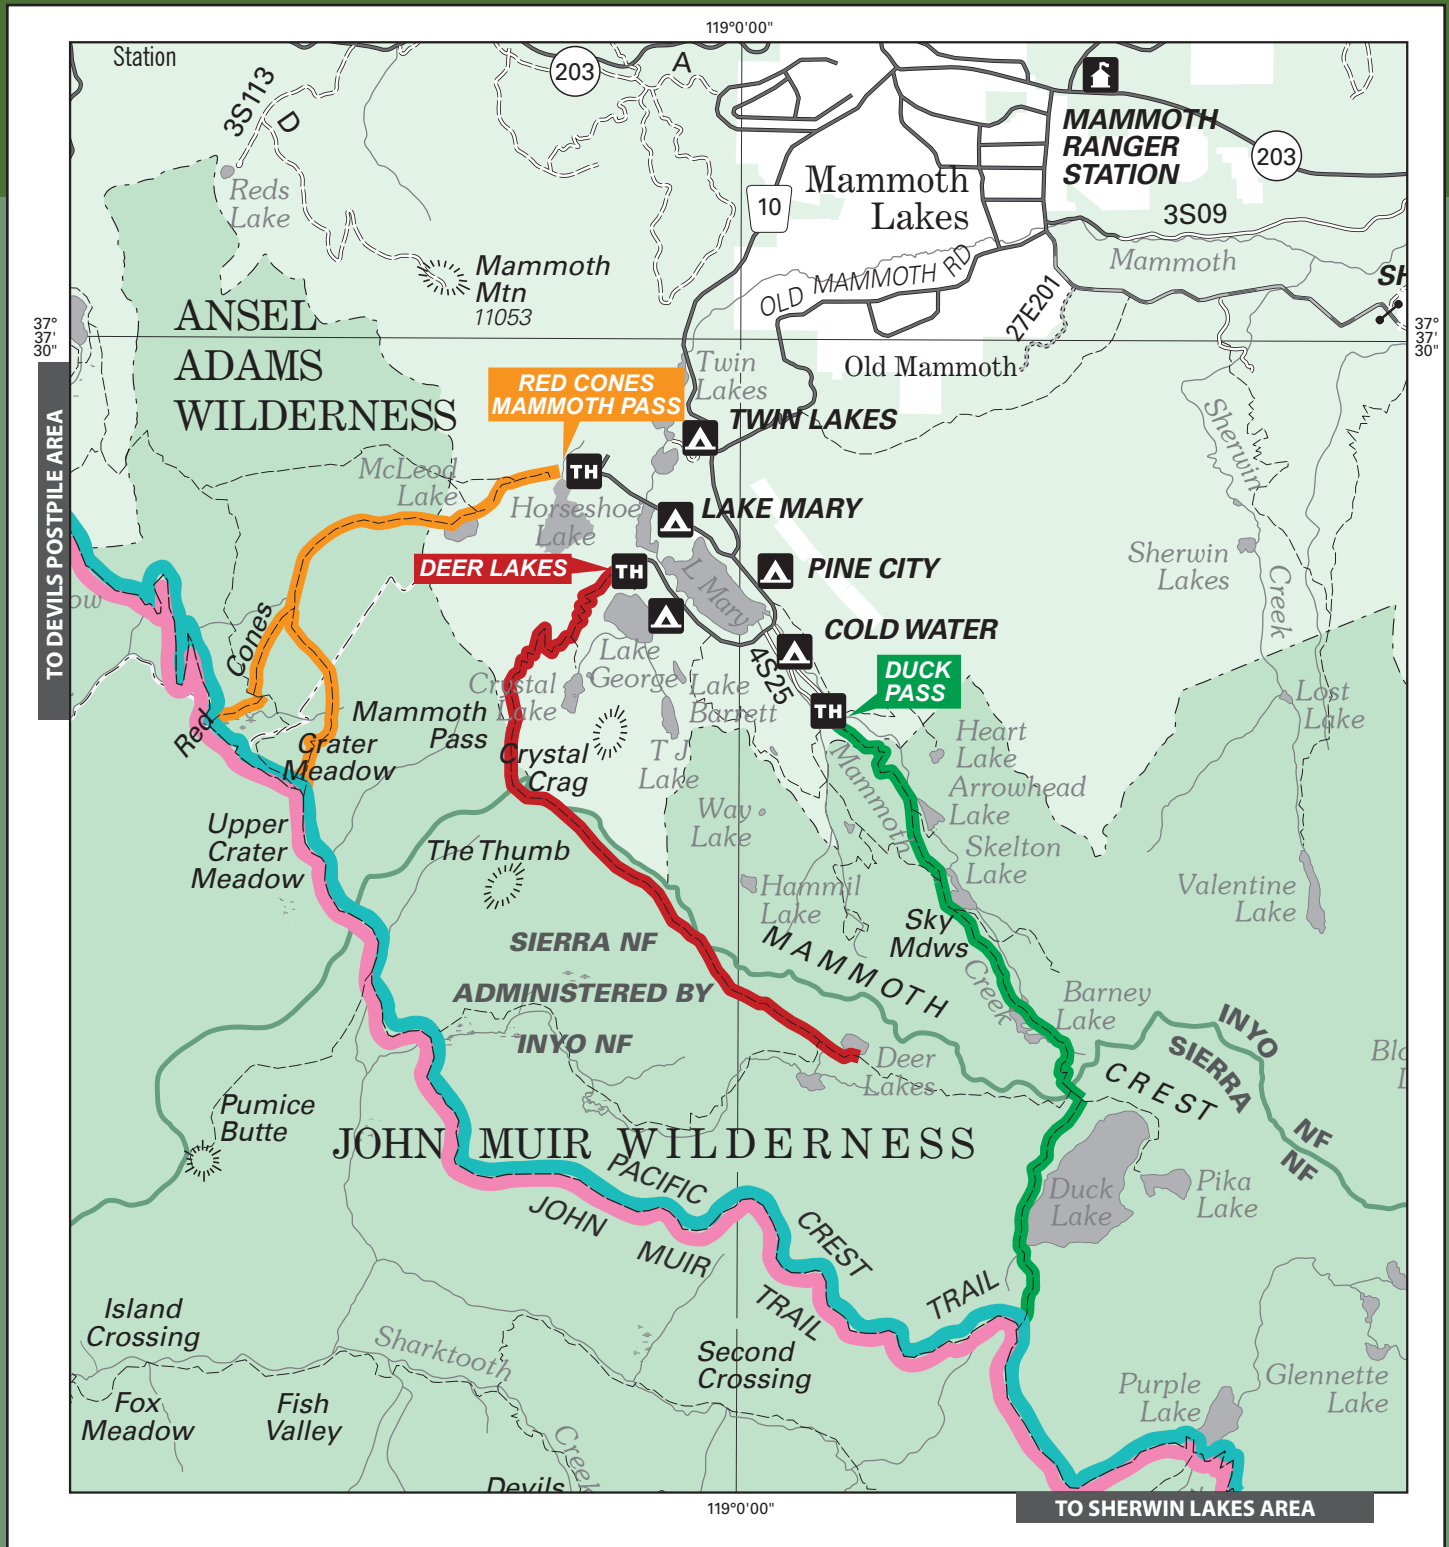 119°0'00"
Station
203
A
3S113
D
MAMMOTH
RANGER
STATION
203
Reds
Lake
Mammoth
Lakes
10
3S09
Mammoth
Mammoth
Mtn
11053
OLD MAMMOTH RD
27E201
SH
ANSEL
ADAMS
WILDERNESS
37°
37'
30"
37°
37'
30"
Twin
Lakes
Old Mammoth
RED CONES
MAMMOTH PASS
TWIN LAKES
Sherwin
Creek
TO DEVILS POSTPILE AREA
McLeod
Lake
TH
Horseshoe
Lake
LAKE MARY
DEER LAKES
TH
L Mary
PINE CITY
Sherwin
Lakes
ow
Cones
Red
COLD WATER
Lake
George
4S25
DUCK
PASS
Crystal
Lake
Lake
Barrett
TH
Lost
Lake
Mammoth
Pass
Crater
Meadow
Crystal
Crag
T J
Lake
Mammoth
Creek
Heart
Lake
Arrowhead
Lake
Way
Lake
Upper
Crater
Meadow
The Thumb
Skelton
Lake
Hammil
Lake
Valentine
Lake
Sky
Mdws
SIERRA NF
ADMINISTERED BY
INYO NF
MAMMOTH
CREST
Barney
Lake
INYO NF
SIERRA NF
Blo
L
Deer
Lakes
Pumice
Butte
JOHN MUIR WILDERNESS
Duck
Lake
Pika
Lake
PACIFIC
CREST
TRAIL
JOHN
MUIR
TRAIL
Island
Crossing
Sharktooth
Creek
Second
Crossing
Purple
Lake
Glennette
Lake
Fox
Meadow
Fish
Valley
Devils
119°0'00"
TO SHERWIN LAKES AREA